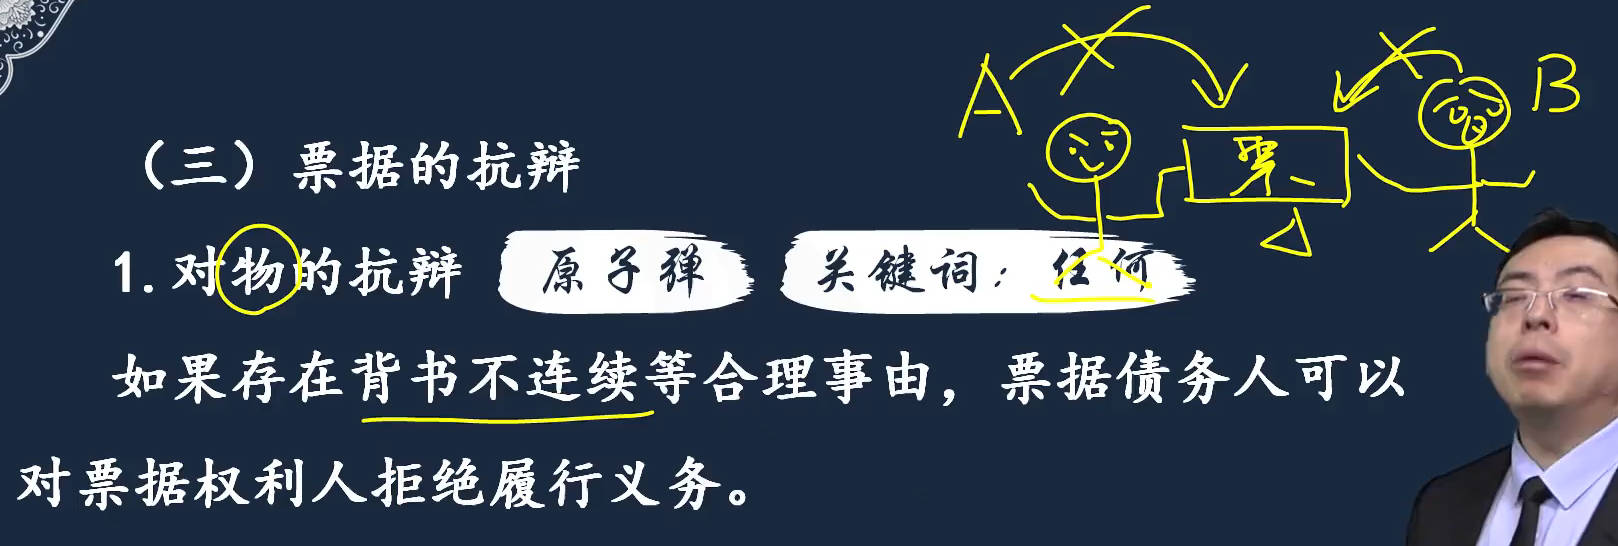 A
B
票
（三）票据的抗辩
1.对物的抗辩 原子弹 关键词：任何
如果存在背书不连续等合理事由，票据债务人可以
对票据权利人拒绝履行义务。